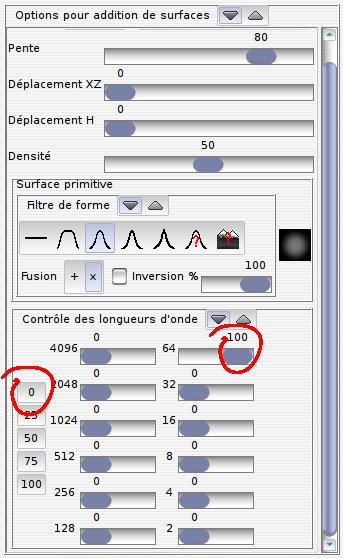 Options pour addition de surfaces
80
Pente
0
Déplacement XZ
0
Déplacement H
50
Densité
Surface primitive
Filtre de forme
? ?
Fusion + x Inversion % 100
Contrôle des longueurs d'onde
0 100
4096 64
0 0
0 2048 32
25 0 0
1024 16
50 0 0
75 512 8
100 0 0
256 4
0 0
128 2